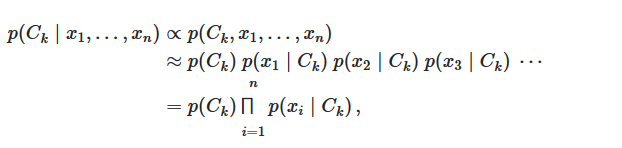 p(C_k | x_1, . . . , x_n) ∝ p(C_k, x_1, . . . , x_n)
≈ p(C_k) p(x_1 | C_k) p(x_2 | C_k) p(x_3 | C_k) ⋯
= p(C_k) ∏_{i=1}^{n} p(x_i | C_k) ,